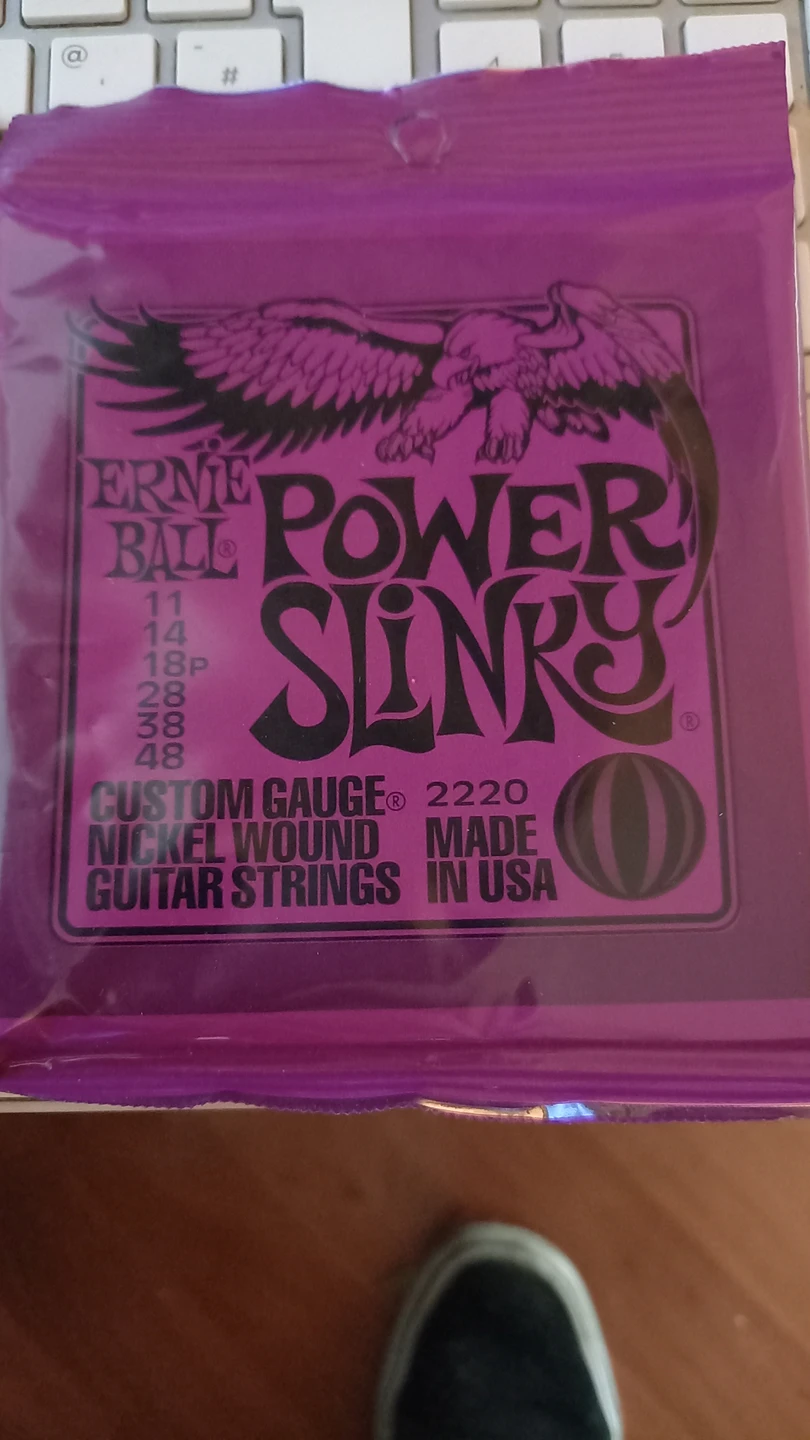 @
-
,
#
4
ERNIE
BALL®
POWER
SLINKY®
11
14
18P
28
38
48
CUSTOM GAUGE®
NICKEL WOUND
GUITAR STRINGS
2220
MADE
IN USA